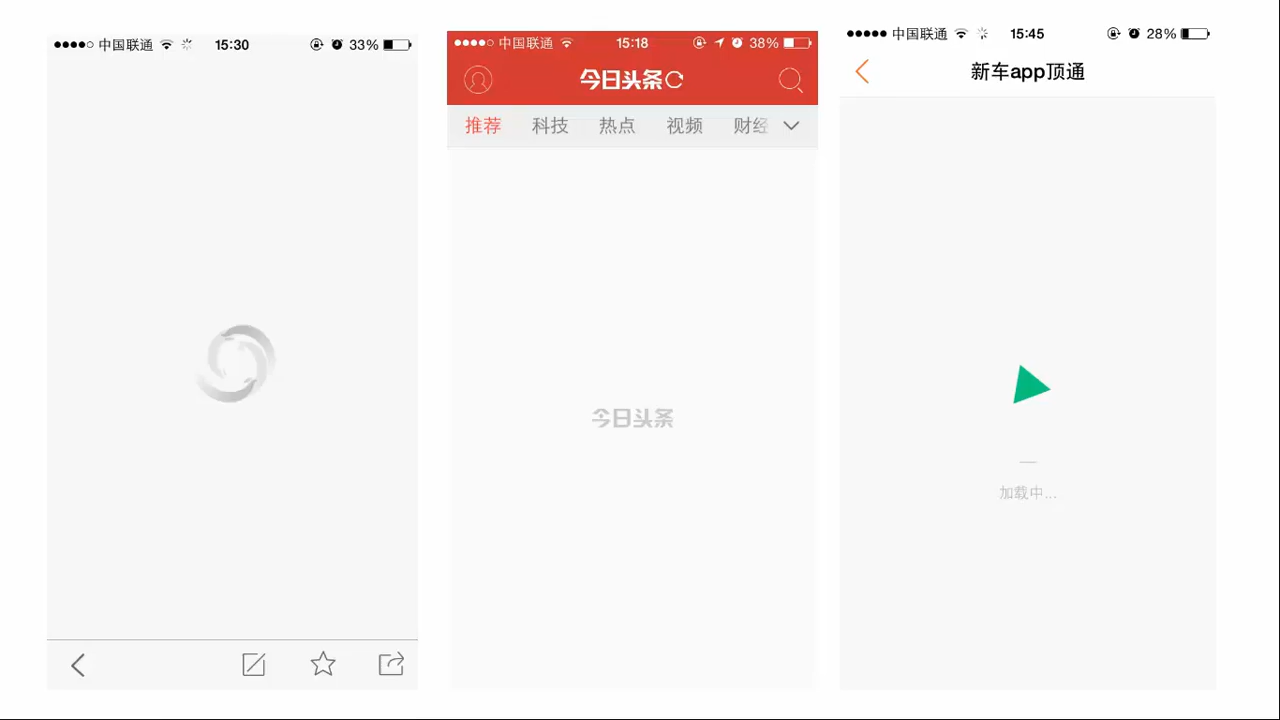 中国联通 15:30 33%
中国联通 15:18 38%
今日头条
推荐 科技 热点 视频 财经
今日头条
中国联通 15:45 28%
新车app顶通
加载中...